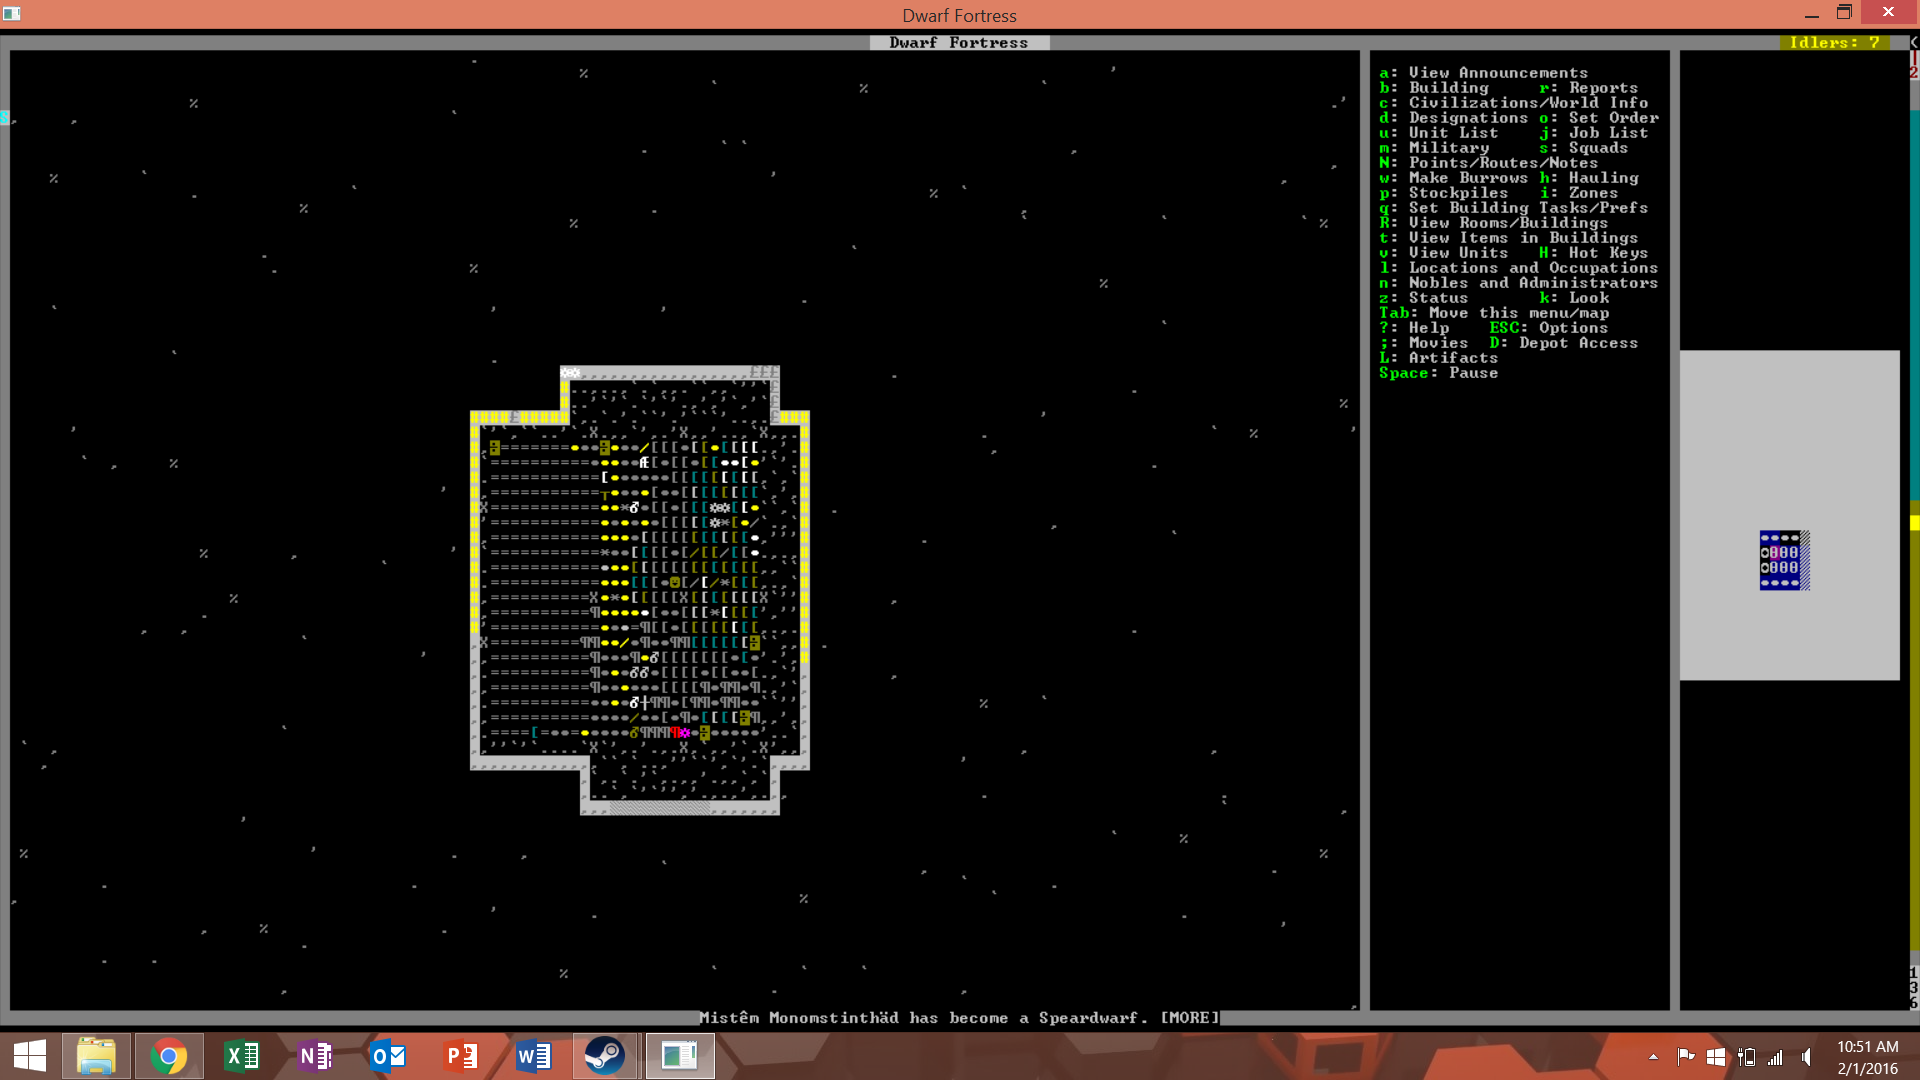 Dwarf Fortress
Dwarf Fortress
Idlers: 7
a: View Announcements
b: Building r: Reports
c: Civilizations/World Info
d: Designations o: Set Order
u: Unit List j: Job List
m: Military s: Squads
N: Points/Routes/Notes
w: Make Burrows h: Hauling
p: Stockpiles i: Zones
q: Set Building Tasks/Prefs
R: View Rooms/Buildings
t: View Items in Buildings
v: View Units H: Hot Keys
l: Locations and Occupations
n: Nobles and Administrators
z: Status k: Look
Tab: Move this menu/map
?: Help ESC: Options
;: Movies D: Depot Access
L: Artifacts
Space: Pause
Mistêm Monomstinthäd has become a Speardwarf. [MORE]
10:51 AM
2/1/2016